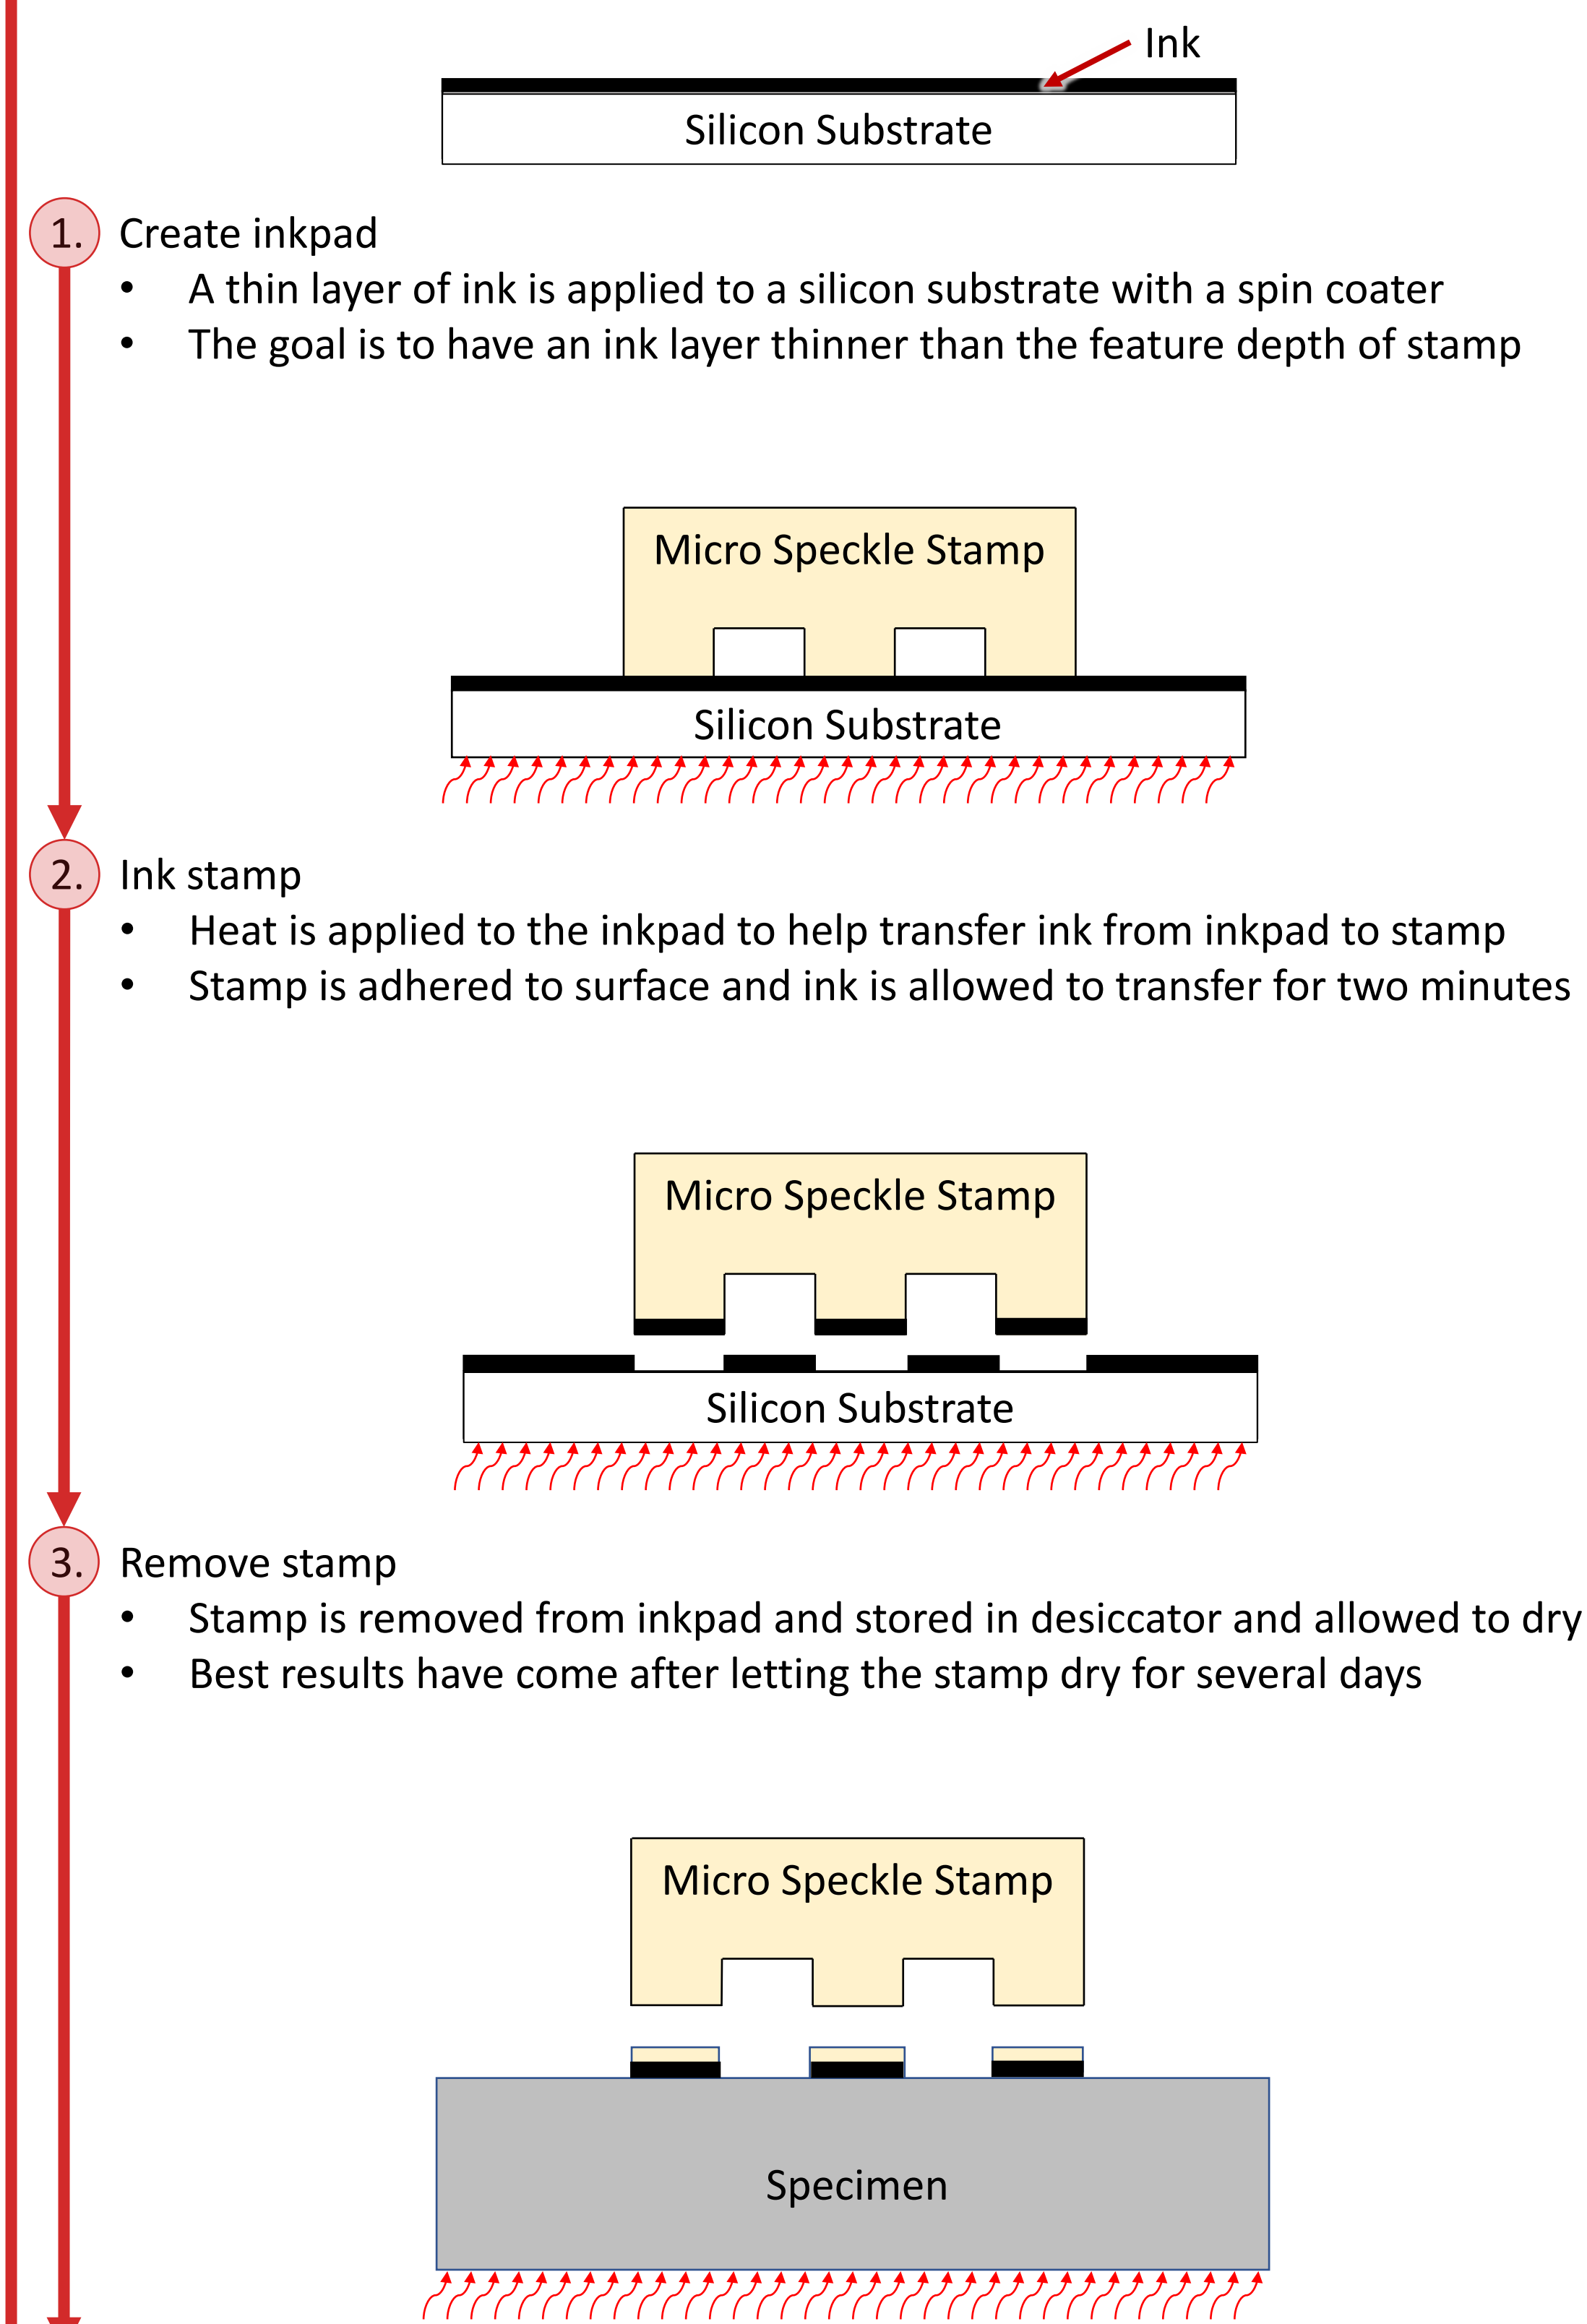 Ink
Silicon Substrate
1. Create inkpad
• A thin layer of ink is applied to a silicon substrate with a spin coater
• The goal is to have an ink layer thinner than the feature depth of stamp
Micro Speckle Stamp
Silicon Substrate
2. Ink stamp
• Heat is applied to the inkpad to help transfer ink from inkpad to stamp
• Stamp is adhered to surface and ink is allowed to transfer for two minutes
Micro Speckle Stamp
Silicon Substrate
3. Remove stamp
• Stamp is removed from inkpad and stored in desiccator and allowed to dry
• Best results have come after letting the stamp dry for several days
Micro Speckle Stamp
Specimen